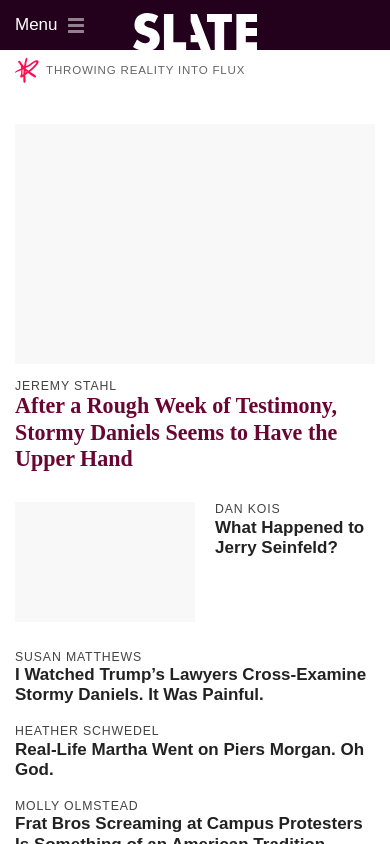 Menu
SLATE
THROWING REALITY INTO FLUX
JEREMY STAHL
After a Rough Week of Testimony,
Stormy Daniels Seems to Have the
Upper Hand
DAN KOIS
What Happened to
Jerry Seinfeld?
SUSAN MATTHEWS
I Watched Trump’s Lawyers Cross-Examine
Stormy Daniels. It Was Painful.
HEATHER SCHWEDEL
Real-Life Martha Went on Piers Morgan. Oh
God.
MOLLY OLMSTEAD
Frat Bros Screaming at Campus Protesters
Is Something of an American Tradition